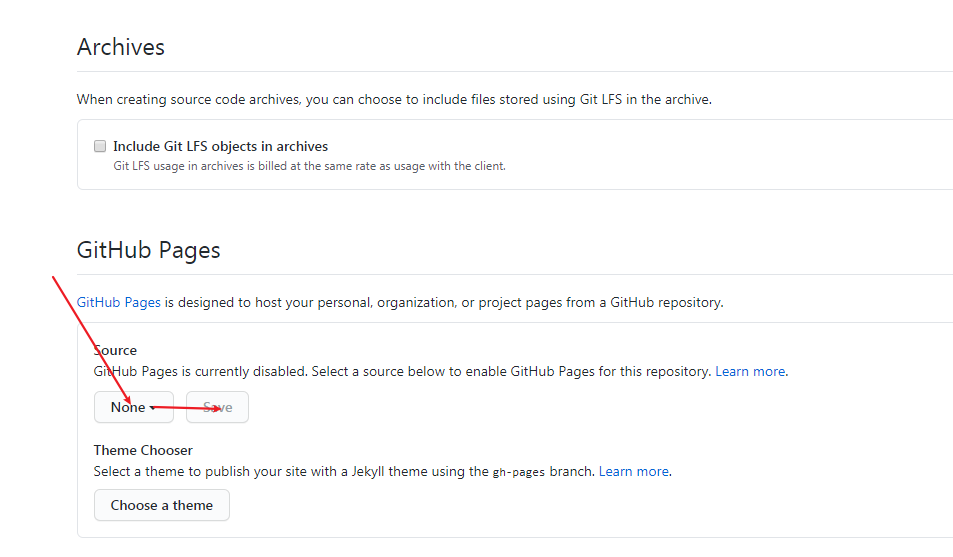 Archives
When creating source code archives, you can choose to include files stored using Git LFS in the archive.
Include Git LFS objects in archives
Git LFS usage in archives is billed at the same rate as usage with the client.
GitHub Pages
GitHub Pages is designed to host your personal, organization, or project pages from a GitHub repository.
Source
GitHub Pages is currently disabled. Select a source below to enable GitHub Pages for this repository. Learn more.
None Save
Theme Chooser
Select a theme to publish your site with a Jekyll theme using the gh-pages branch. Learn more.
Choose a theme